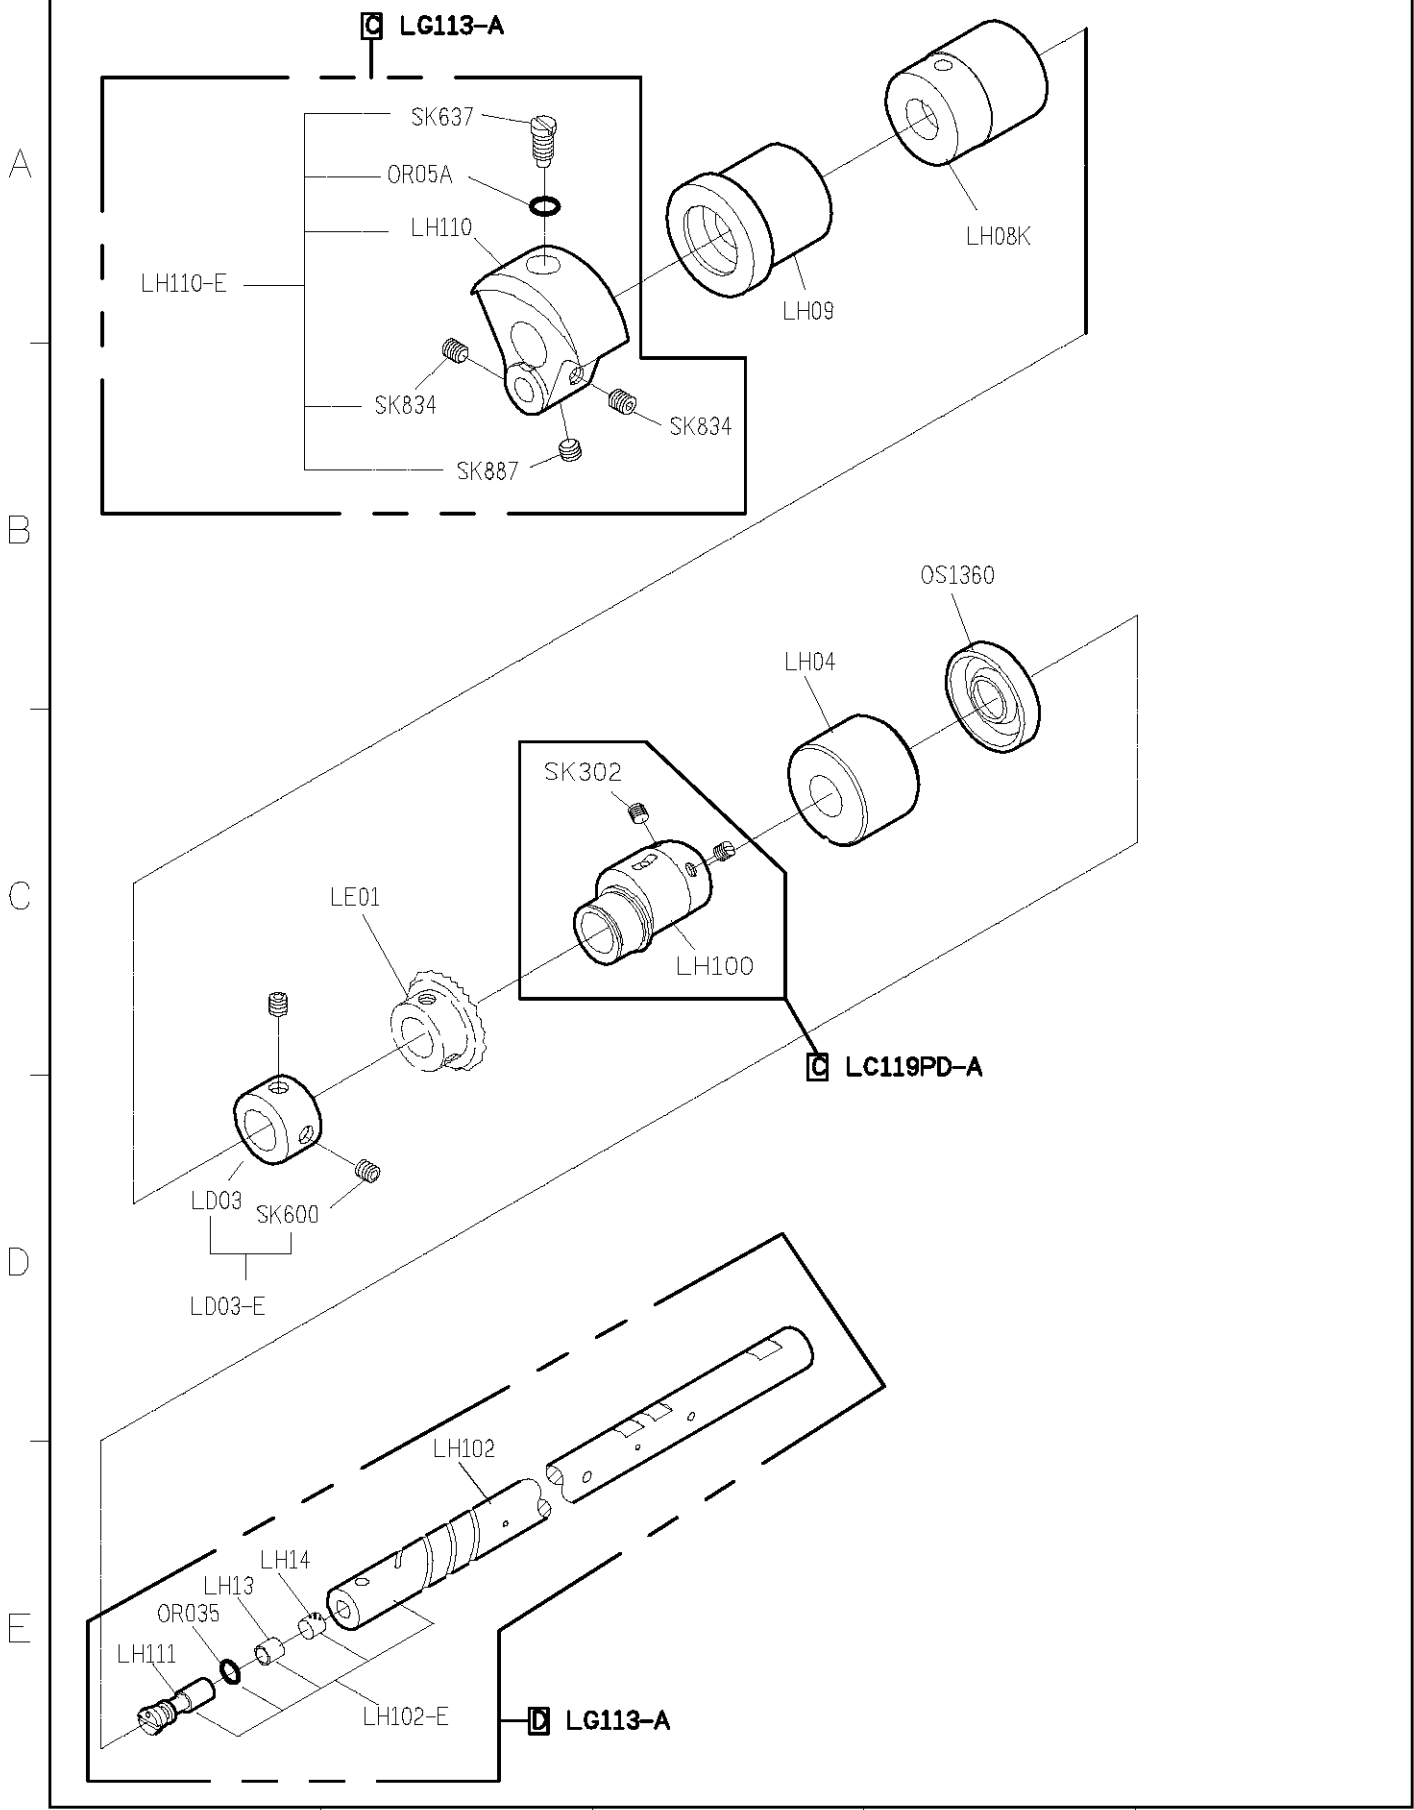 C LG113-A
SK637
A
OR05A
LH110
LH08K
LH110-E
LH09
SK834
SK834
SK887
B
OS1360
LH04
SK302
C
LE01
LH100
C LC119PD-A
LD03
SK600
D
LD03-E
LH102
LH14
LH13
OR035
E
LH111
LH102-E
D LG113-A